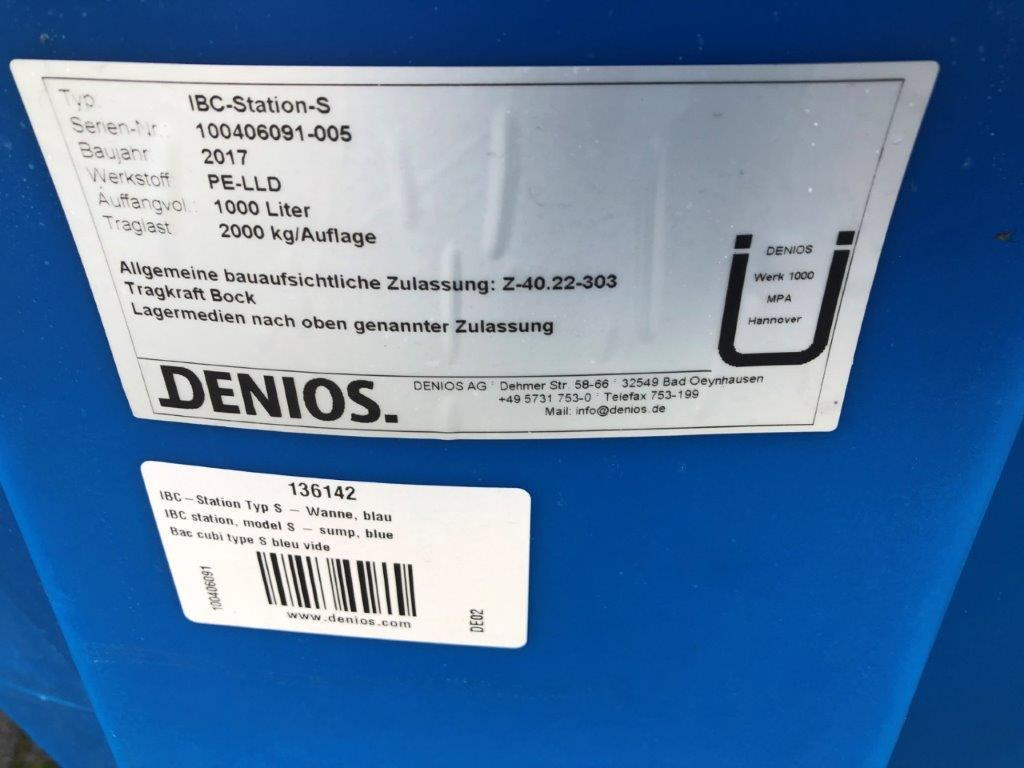 Typ. IBC-Station-S
Serien-Nr.: 100406091-005
Baujahr 2017
Werkstoff PE-LLD
Auffangvol.: 1000 Liter
Traglast 2000 kg/Auflage
Allgemeine bauaufsichtliche Zulassung: Z-40.22-303
Tragkraft Bock
Lagermedien nach oben genannter Zulassung
DENIOS
Werk 1000
MPA
Hannover
DENIOS.
DENIOS AG · Dehmer Str. 58-66 · 32549 Bad Oeynhausen
+49 5731 753-0 · Telefax 753-199
Mail: info@denios.de
136142
IBC-Station Typ S - Wanne, blau
IBC station, model S - sump, blue
Bac cubi type S bleu vide
100406091
www.denios.com
DE02